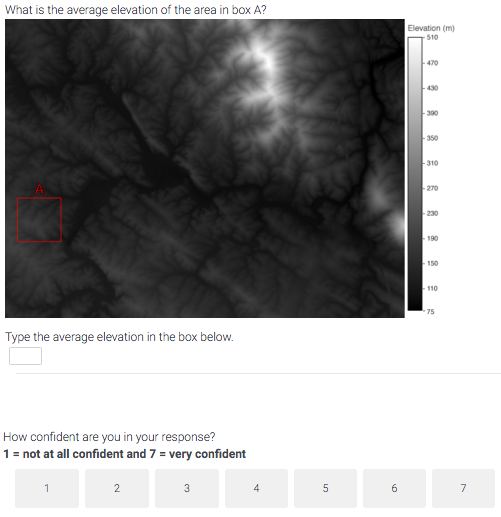 What is the average elevation of the area in box A?
Elevation (m)
510
470
430
390
350
310
270
230
190
150
110
75
A
Type the average elevation in the box below.
How confident are you in your response?
1 = not at all confident and 7 = very confident
1 2 3 4 5 6 7